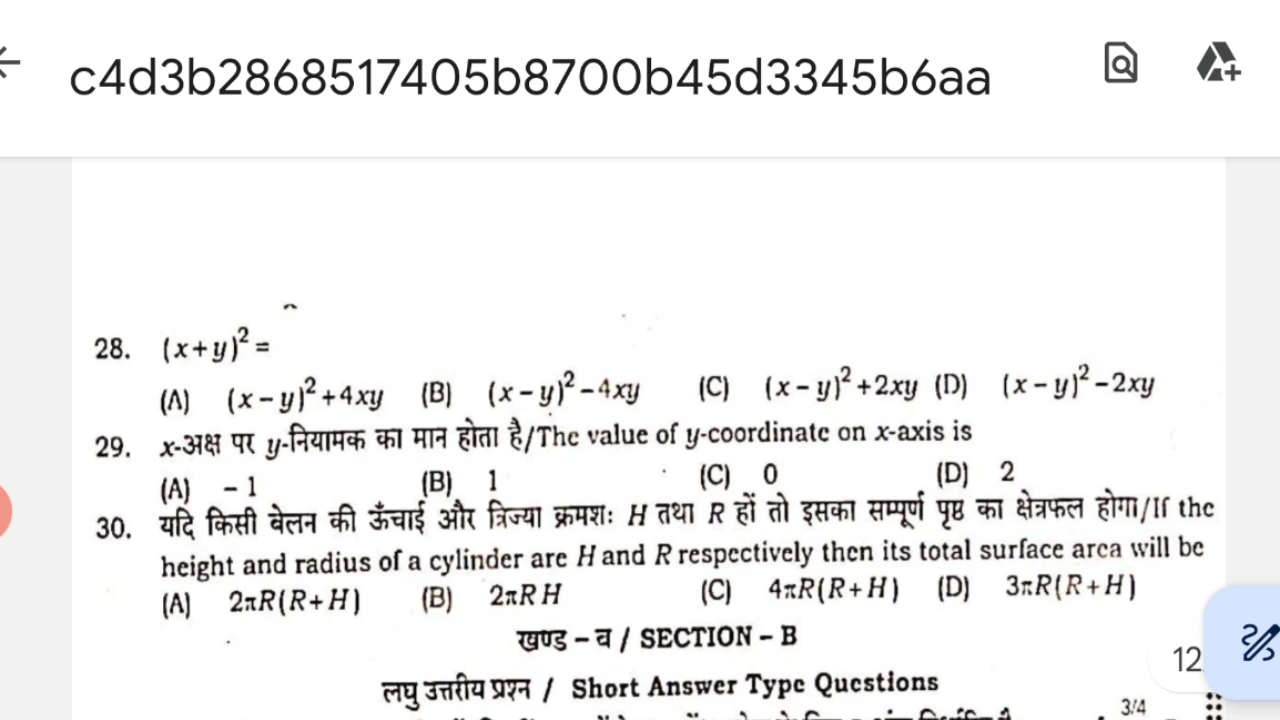 c4d3b2868517405b8700b45d3345b6aa
28. (x+y)² =
(A) (x – y)² + 4xy (B) (x – y)² – 4xy (C) (x – y)² + 2xy (D) (x – y)² – 2xy
29. x-अक्ष पर y-नियामक का मान होता है/The value of y-coordinate on x-axis is
(A) – 1 (B) 1 (C) 0 (D) 2
30. यदि किसी बेलन की ऊँचाई और त्रिज्या क्रमशः H तथा R हों तो इसका सम्पूर्ण पृष्ठ का क्षेत्रफल होगा/If the
height and radius of a cylinder are H and R respectively then its total surface area will be
(A) 2πR(R+H) (B) 2πRH (C) 4πR(R+H) (D) 3πR(R+H)
खण्ड – ब / SECTION – B
12
लघु उत्तरीय प्रश्न / Short Answer Type Questions
3/4